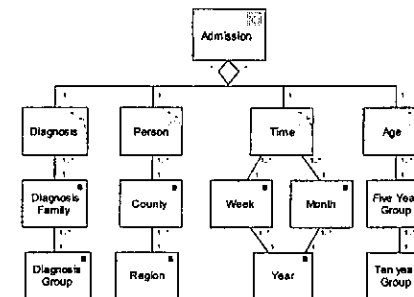 Admission
Diagnosis
Person
Time
Age
Diagnosis
Family
County
Week
Month
Five Year
Group
Diagnosis
Group
Region
Year
Ten year
Group